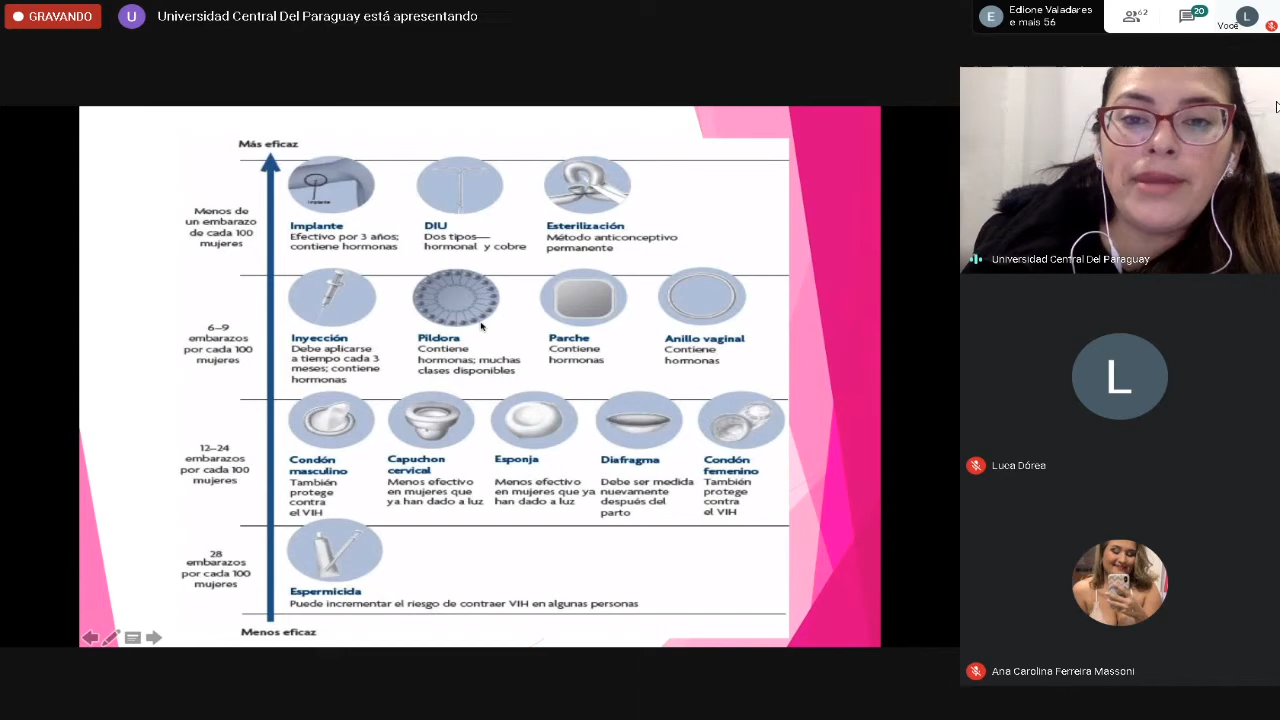 GRAVANDO
U
Universidad Central Del Paraguay está apresentando
E
Edione Valadares
e mais 56
62
20
L
Você
Más eficaz
Menos de
un embarazo
de cada 100
mujeres
Implante
Implante
Efectivo por 3 años;
contiene hormonas
DIU
Dos tipos—
hormonal y cobre
Esterilización
Método anticonceptivo
permanente
6–9
embarazos
por cada 100
mujeres
Inyección
Debe aplicarse
a tiempo cada 3
meses; contiene
hormonas
Píldora
Contiene
hormonas; muchas
clases disponibles
Parche
Contiene
hormonas
Anillo vaginal
Contiene
hormonas
12–24
embarazos
por cada 100
mujeres
Condón
masculino
También
protege
contra
el VIH
Capuchon
cervical
Menos efectivo
en mujeres que
ya han dado a luz
Esponja
Menos efectivo
en mujeres que ya
han dado a luz
Diafragma
Debe ser medida
nuevamente
después del
parto
Condón
femenino
También
protege
contra
el VIH
28
embarazos
por cada 100
mujeres
Espermicida
Puede incrementar el riesgo de contraer VIH en algunas personas
Menos eficaz
Universidad Central Del Paraguay
L
Luca Dórea
Ana Carolina Ferreira Massoni